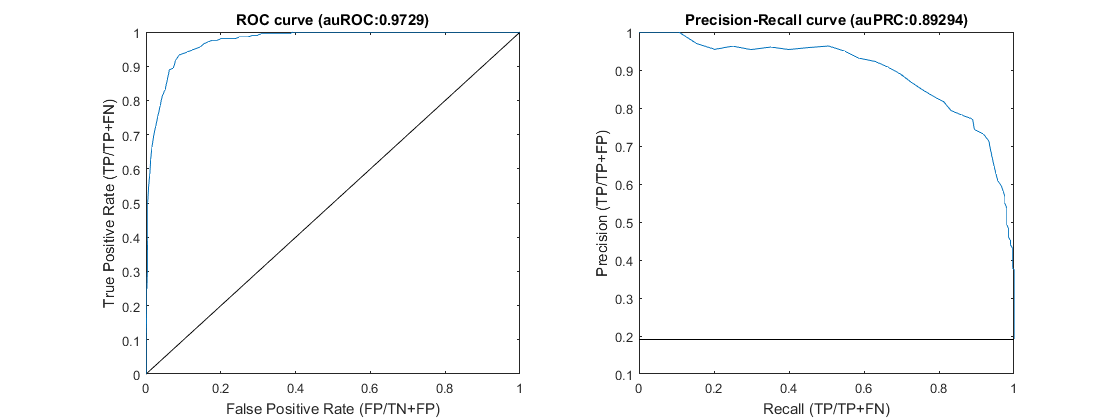 ROC curve (auROC:0.9729)
True Positive Rate (TP/TP+FN)
1
0.9
0.8
0.7
0.6
0.5
0.4
0.3
0.2
0.1
0
0 0.2 0.4 0.6 0.8 1
False Positive Rate (FP/TN+FP)
Precision-Recall curve (auPRC:0.89294)
Precision (TP/TP+FP)
1
0.9
0.8
0.7
0.6
0.5
0.4
0.3
0.2
0.1
0 0.2 0.4 0.6 0.8 1
Recall (TP/TP+FN)